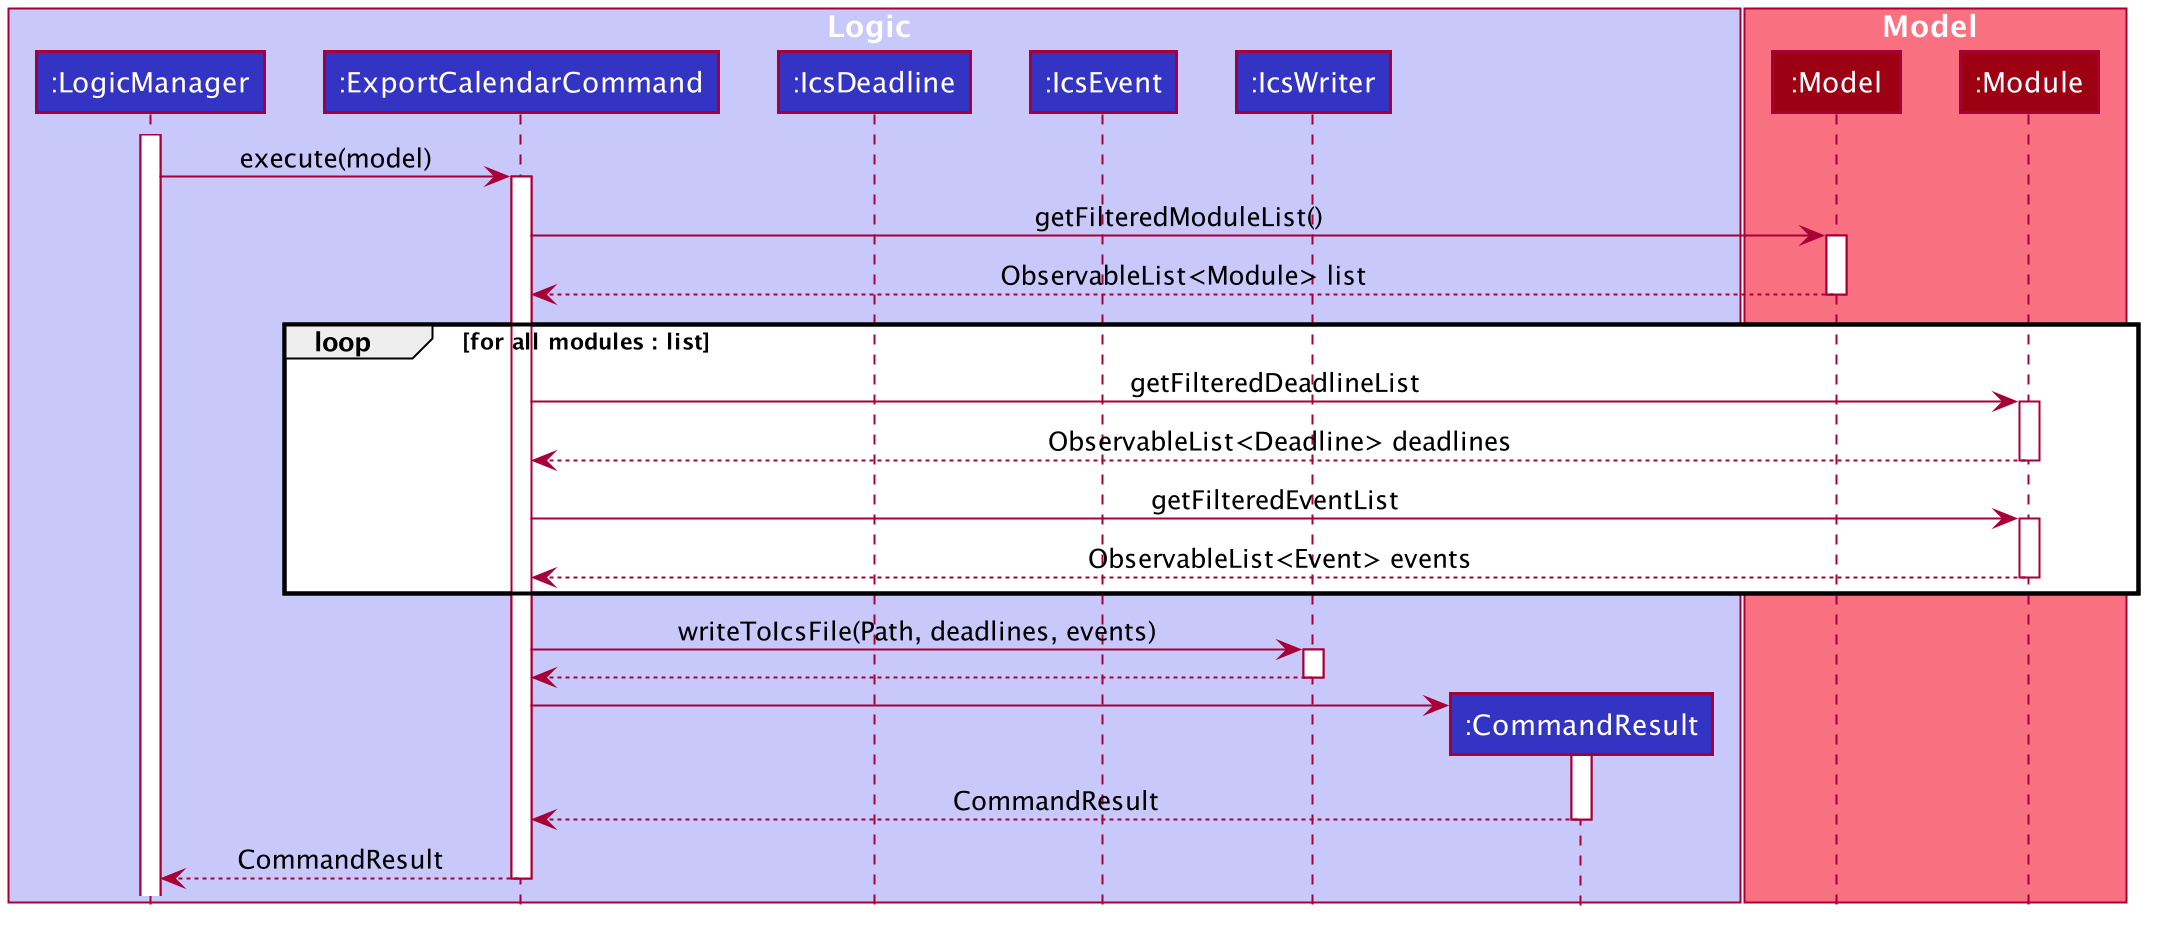 Logic
Model
:LogicManager
:ExportCalendarCommand
:IcsDeadline
:IcsEvent
:IcsWriter
:Model
:Module
execute(model)
getFilteredModuleList()
ObservableList<Module> list
loop
[for all modules : list]
getFilteredDeadlineList
ObservableList<Deadline> deadlines
getFilteredEventList
ObservableList<Event> events
writeToIcsFile(Path, deadlines, events)
:CommandResult
CommandResult
CommandResult